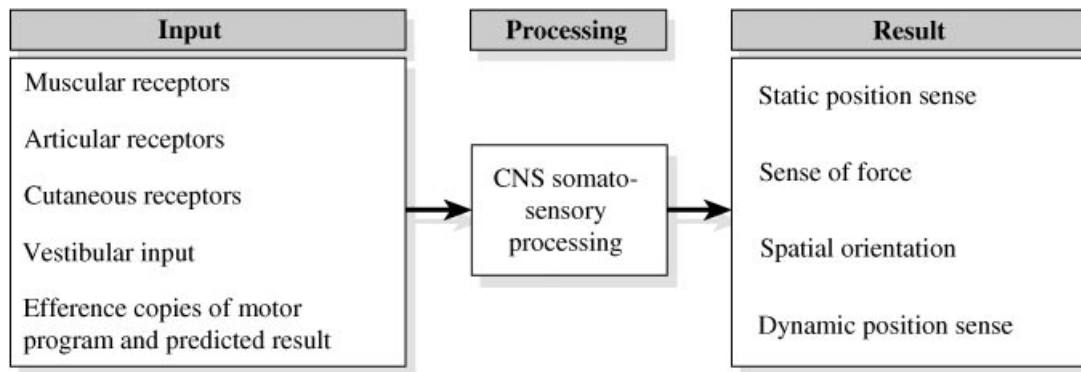 Input
Muscular receptors
Articular receptors
Cutaneous receptors
Vestibular input
Efference copies of motor
program and predicted result
Processing
CNS somato-
sensory
processing
Result
Static position sense
Sense of force
Spatial orientation
Dynamic position sense